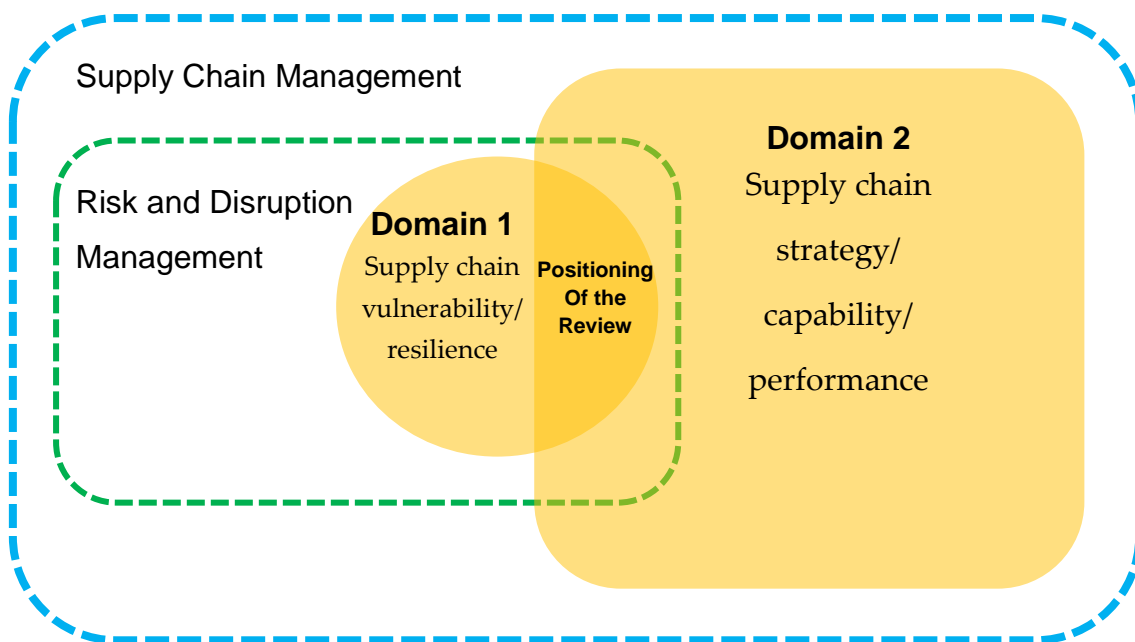 Supply Chain Management
Risk and Disruption
Management
Domain 1
Supply chain
vulnerability/
resilience
Positioning
Of the
Review
Domain 2
Supply chain
strategy/
capability/
performance